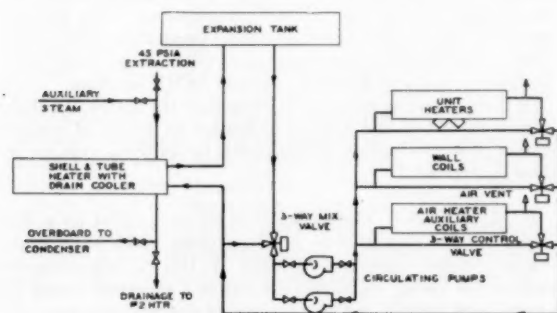 EXPANSION TANK
45 PSIA
EXTRACTION
AUXILIARY
STEAM
SHELL & TUBE
HEATER WITH
DRAIN COOLER
OVERBOARD TO
CONDENSER
DRAINAGE TO
#2 HTR.
3-WAY MIX.
VALVE
CIRCULATING PUMPS
UNIT
HEATERS
WALL
COILS
AIR VENT
AIR HEATER
AUXILIARY
COILS
3-WAY CONTROL
VALVE